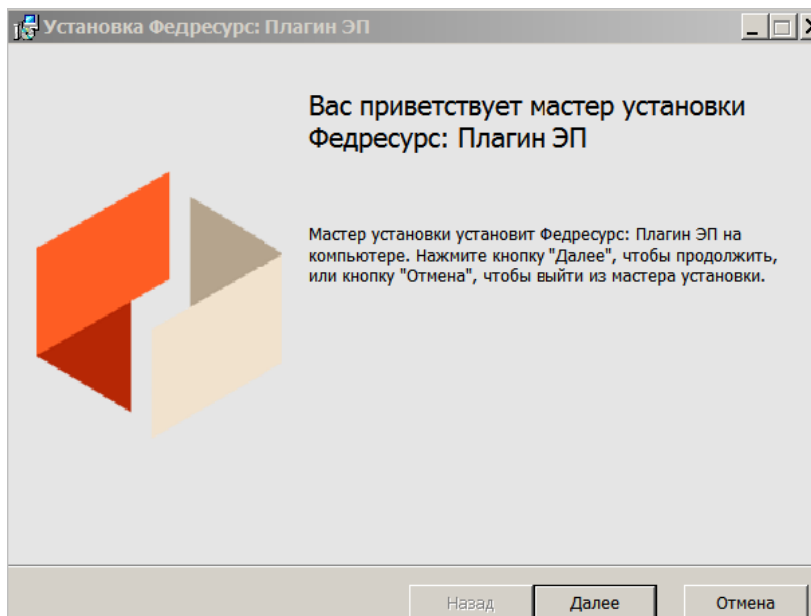 Установка Федресурс: Плагин ЭП
Вас приветствует мастер установки
Федресурс: Плагин ЭП
Мастер установки установит Федресурс: Плагин ЭП на
компьютере. Нажмите кнопку "Далее", чтобы продолжить,
или кнопку "Отмена", чтобы выйти из мастера установки.
Назад
Далее
Отмена